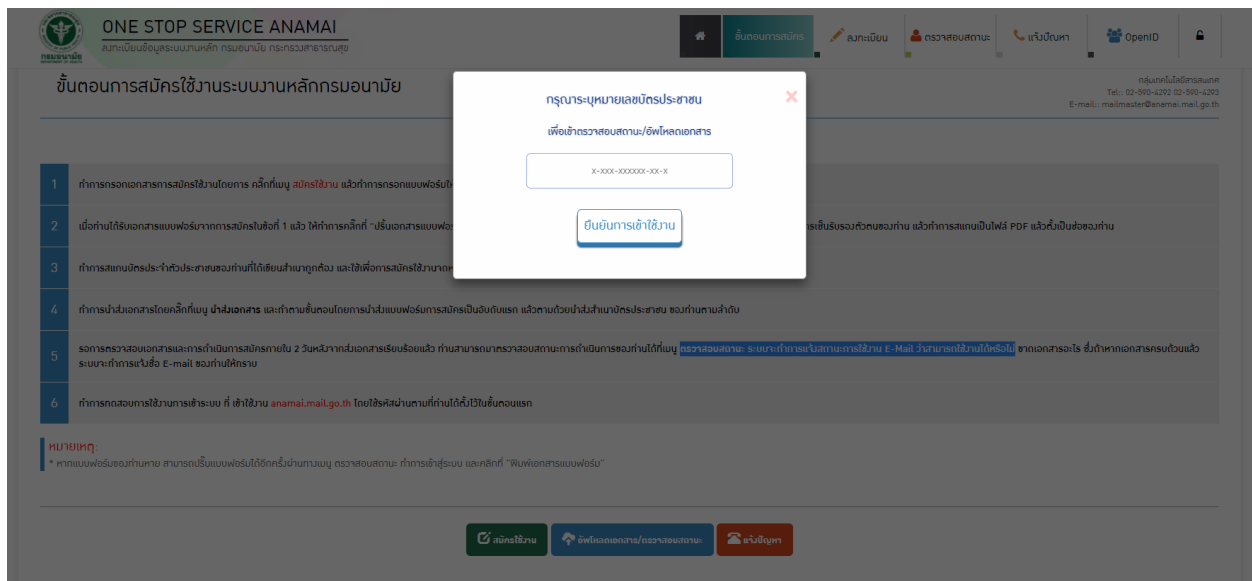 ONE STOP SERVICE ANAMAI
ลงทะเบียนข้อมูลระบบงานหลัก กรมอนามัย กระทรวงสาธารณสุข
กรมอนามัย
ขั้นตอนการสมัคร
ลงทะเบียน
ตรวจสอบสถานะ
แจ้งปัญหา
OpenID
ขั้นตอนการสมัครใช้งานระบบงานหลักกรมอนามัย
กลุ่มเทคโนโลยีสารสนเทศ
Tel.: 02-590-4292 02-590-4293
E-mail: mailmaster@anamai.mail.go.th
กรุณาระบุหมายเลขบัตรประชาชน
เพื่อเข้าตรวจสอบสถานะ/อัพโหลดเอกสาร
x-xxx-xxxxxx-xx-x
ยืนยันการเข้าใช้งาน
1 ทำการกรอกเอกสารการสมัครใช้งานโดยการ คลิ๊กที่เมนู สมัครใช้งาน แล้วทำการกรอกแบบฟอร์มให้
2 เมื่อท่านได้รับเอกสารแบบฟอร์มจากการสมัครในข้อที่ 1 แล้ว ให้ทำการคลิ๊กที่ "ปริ้นเอกสารแบบฟอ การเซ็นรับรองตัวตนของท่าน แล้วทำการสแกนเป็นไฟล์ PDF แล้วตั้งเป็นชื่อของท่าน
3 ทำการสแกนบัตรประจำตัวประชาชนของท่านที่ได้เขียนสำเนาถูกต้อง และใช้เพื่อการสมัครใช้งาน
4 ทำการนำส่งเอกสารโดยคลิ๊กที่เมนู นำส่งเอกสาร และทำตามขั้นตอนโดยการนำส่งแบบฟอร์มการสมัครเป็นอันดับแรก แล้วตามด้วยนำส่งสำเนาบัตรประชาชน ของท่านตามลำดับ
5 รอการตรวจสอบเอกสารและการดำเนินการสมัครภายใน 2 วันหลังจากส่งเอกสารเรียบร้อยแล้ว ท่านสามารถมาตรวจสอบสถานะการดำเนินการของท่านได้ที่เมนู ตรวจสอบสถานะ ระบบจะทำการแจ้งสถานะการใช้งาน E-Mail ว่าสามารถใช้งานได้หรือไม่ ขาดเอกสารอะไร ซึ่งถ้าหากเอกสารครบถ้วนแล้ว
ระบบจะทำการแจ้งชื่อ E-mail ของท่านให้ทราบ
6 ทำการทดสอบการใช้งานการเข้าระบบ ที่ เข้าใช้งาน anamai.mail.go.th โดยใช้รหัสผ่านตามที่ท่านได้ตั้งไว้ในขั้นตอนแรก
หมายเหตุ:
* หากแบบฟอร์มของท่านหาย สามารถปริ้นแบบฟอร์มได้อีกครั้งผ่านทางเมนู ตรวจสอบสถานะ ทำการเข้าสู่ระบบ และคลิกที่ "พิมพ์เอกสารแบบฟอร์ม"
สมัครใช้งาน
อัพโหลดเอกสาร/ตรวจสอบสถานะ
แจ้งปัญหา